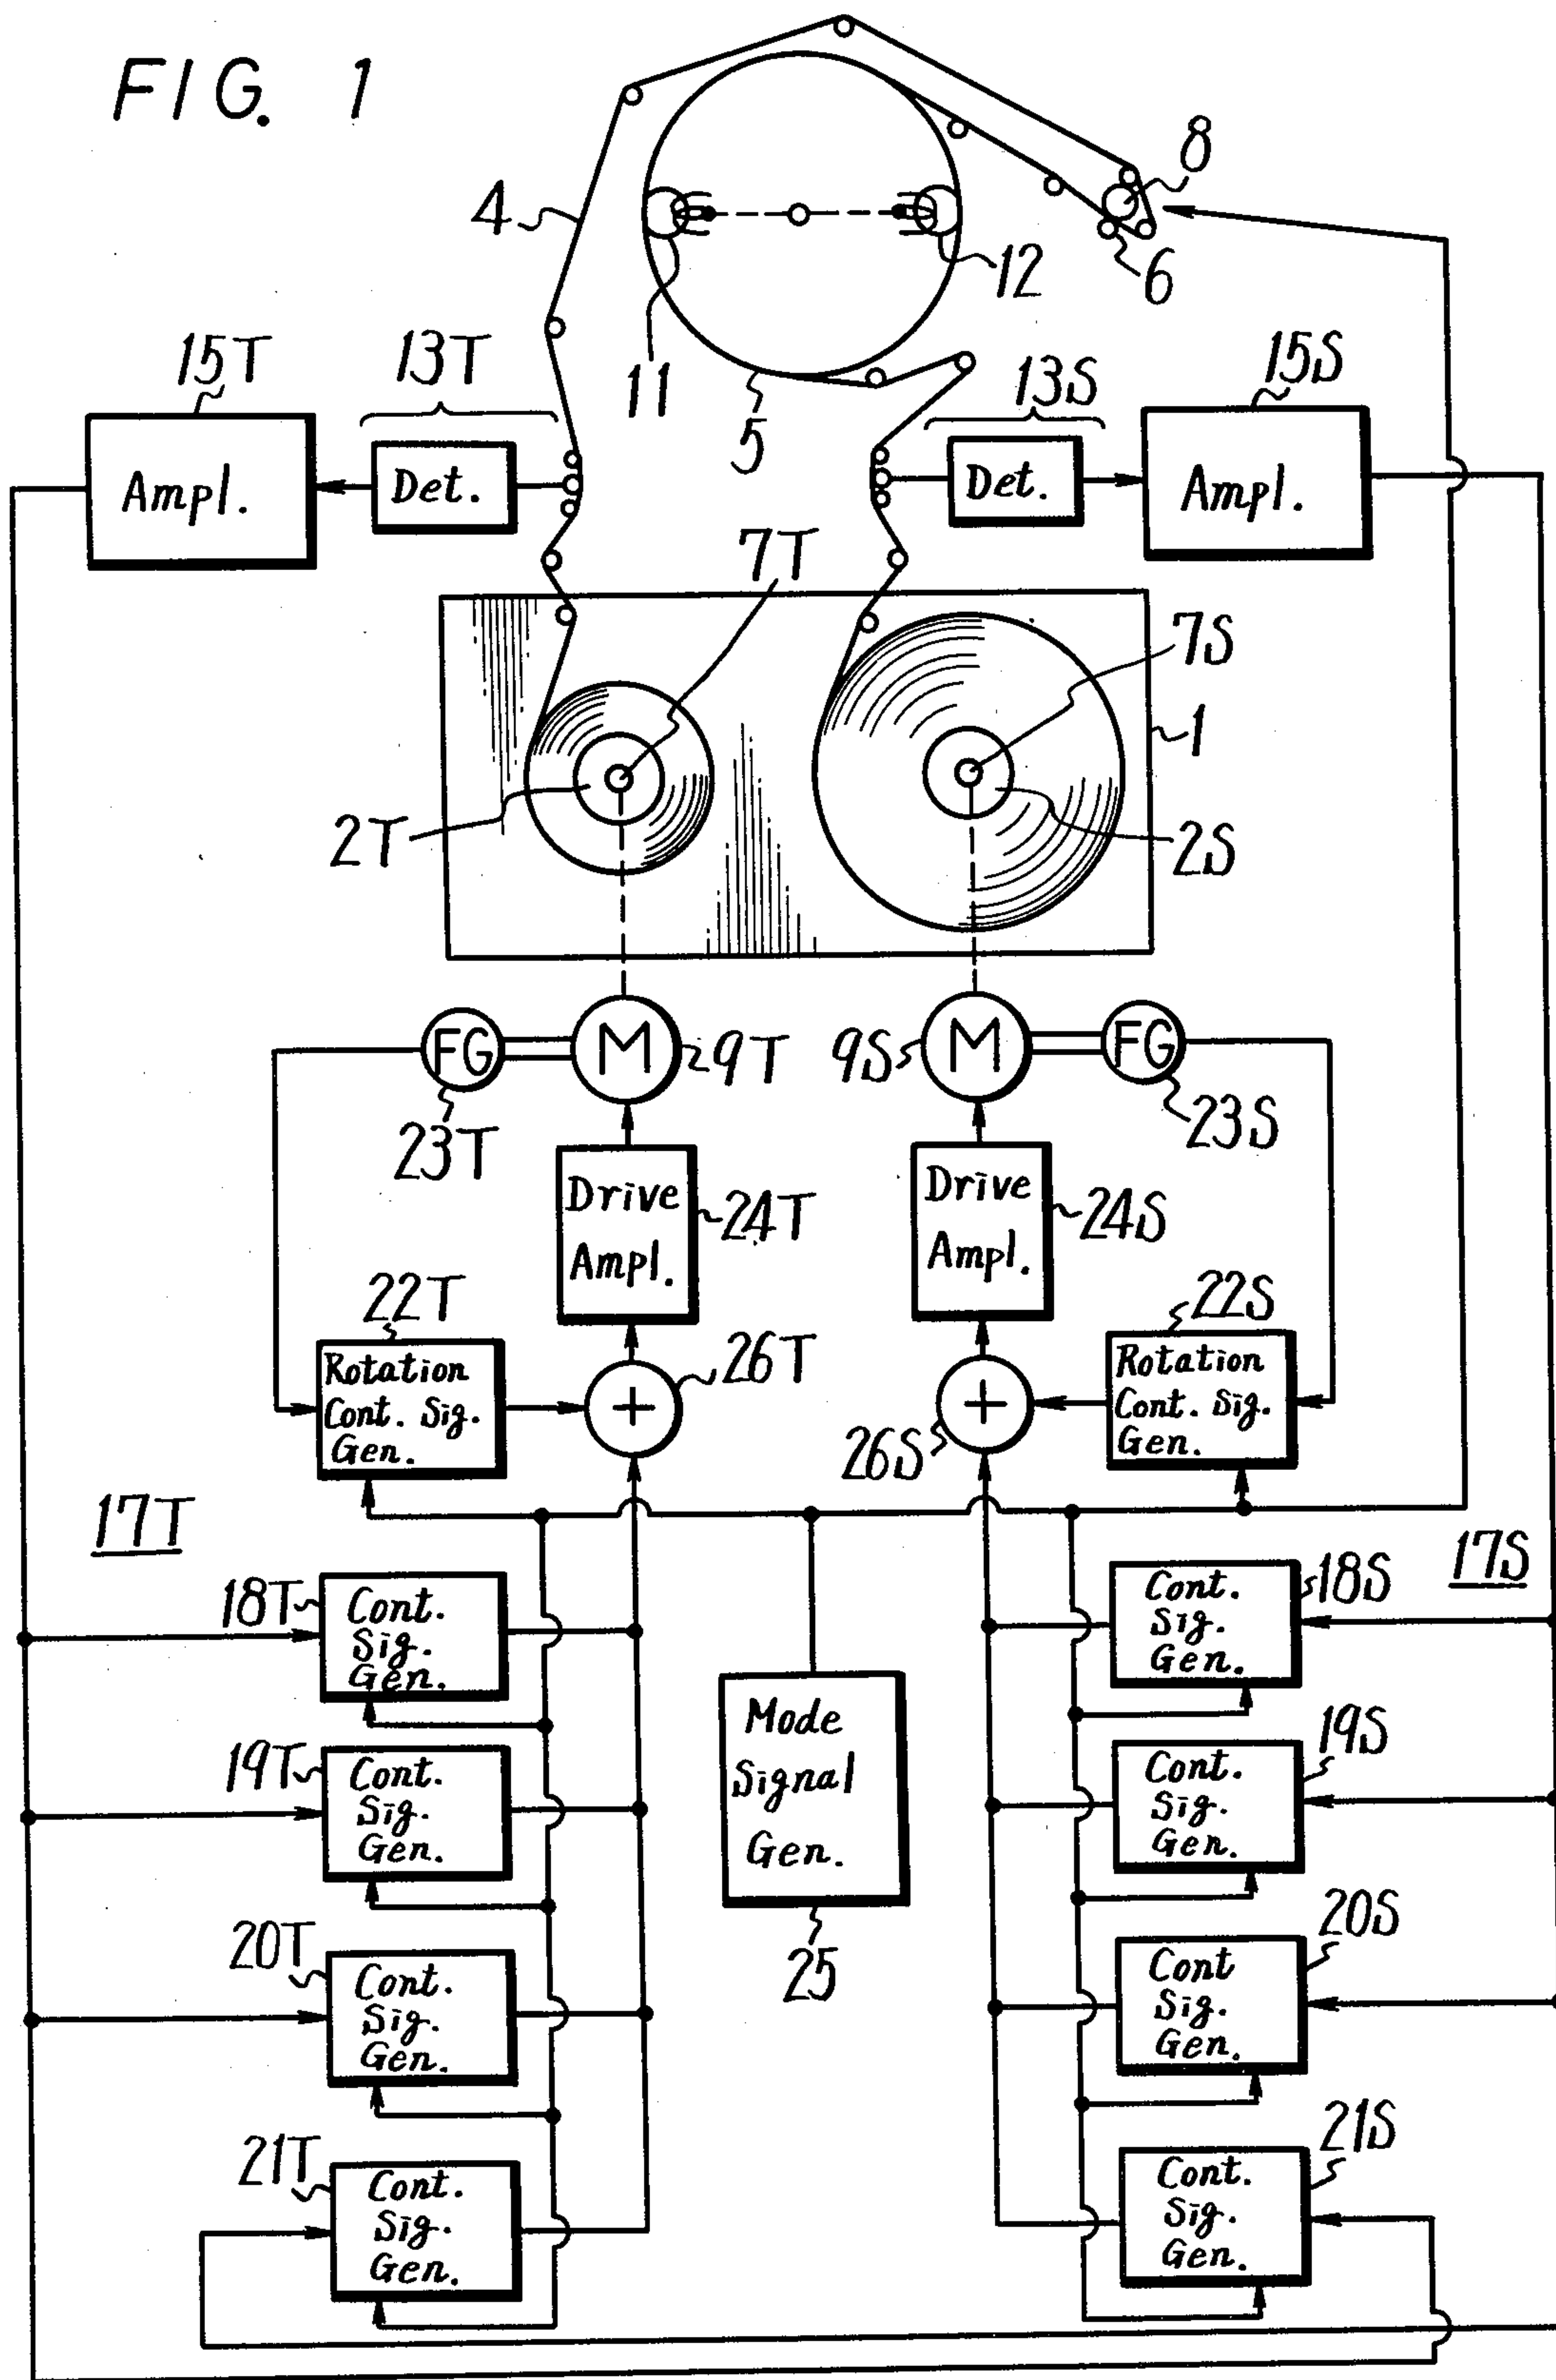 FIG. 1
8
4
12
6
11
5
15T
13T
13S
15S
Ampl.
Det.
Det.
Ampl.
7T
7S
1
2T
2S
FG
M
9T
9S
M
FG
23T
23S
Drive
Ampl.
24T
Drive
Ampl.
24S
22T
22S
Rotation
Cont. Sig.
Gen.
+
26T
+
26S
Rotation
Cont. Sig.
Gen.
17T
17S
18T
Cont.
Sig.
Gen.
Cont.
Sig.
Gen.
18S
19T
Cont.
Sig.
Gen.
Mode
Signal
Gen.
25
Cont.
Sig.
Gen.
19S
20T
Cont.
Sig.
Gen.
Cont
Sig.
Gen.
20S
21T
Cont.
Sig.
Gen.
Cont.
Sig.
Gen.
21S